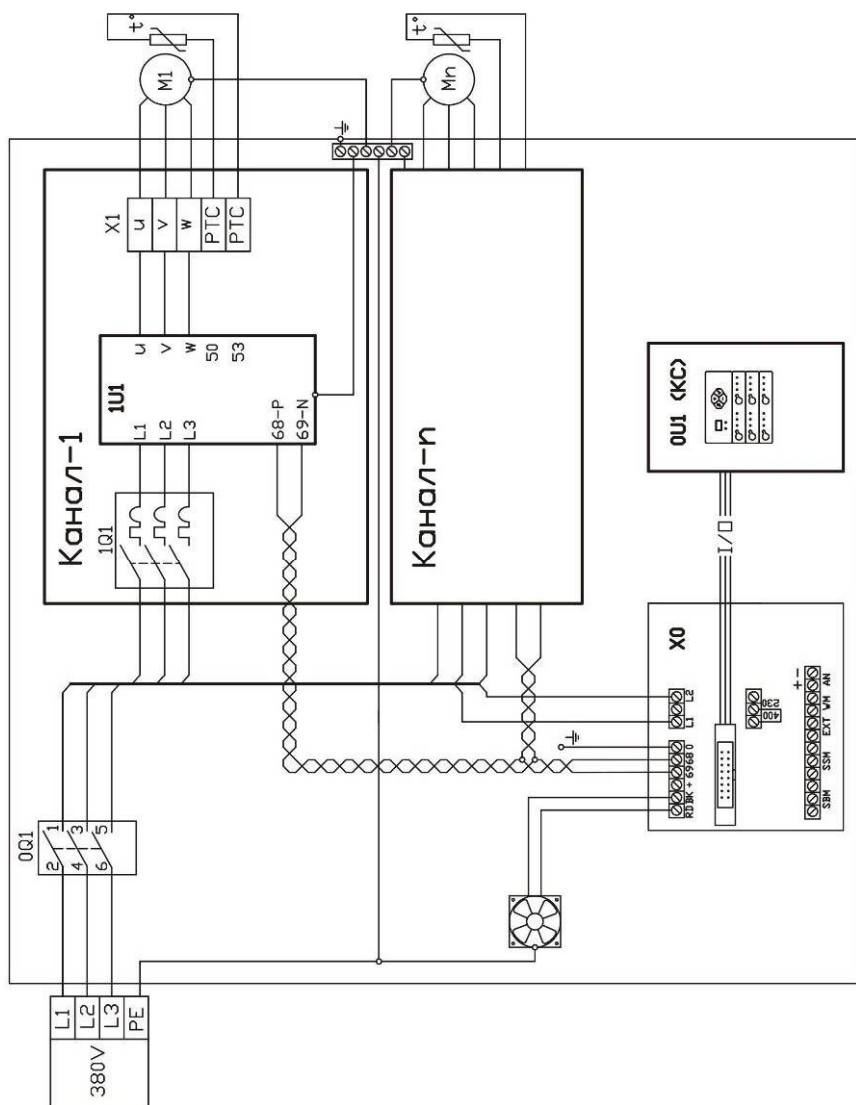 380V
L1
L2
L3
PE
0Q1
2 1
4 3
6 5
Канал-1
1Q1
1U1
L1
L2
L3
68-P
69-N
U
V
W
50
53
X1
U
V
W
PTC
PTC
M1
t°
Канал-n
Mn
t°
X0
RD BK + 69 68 0
L1 L2
400 230
SBM SSM EXT WM AN
+ -
I/O
0U1 (KC)